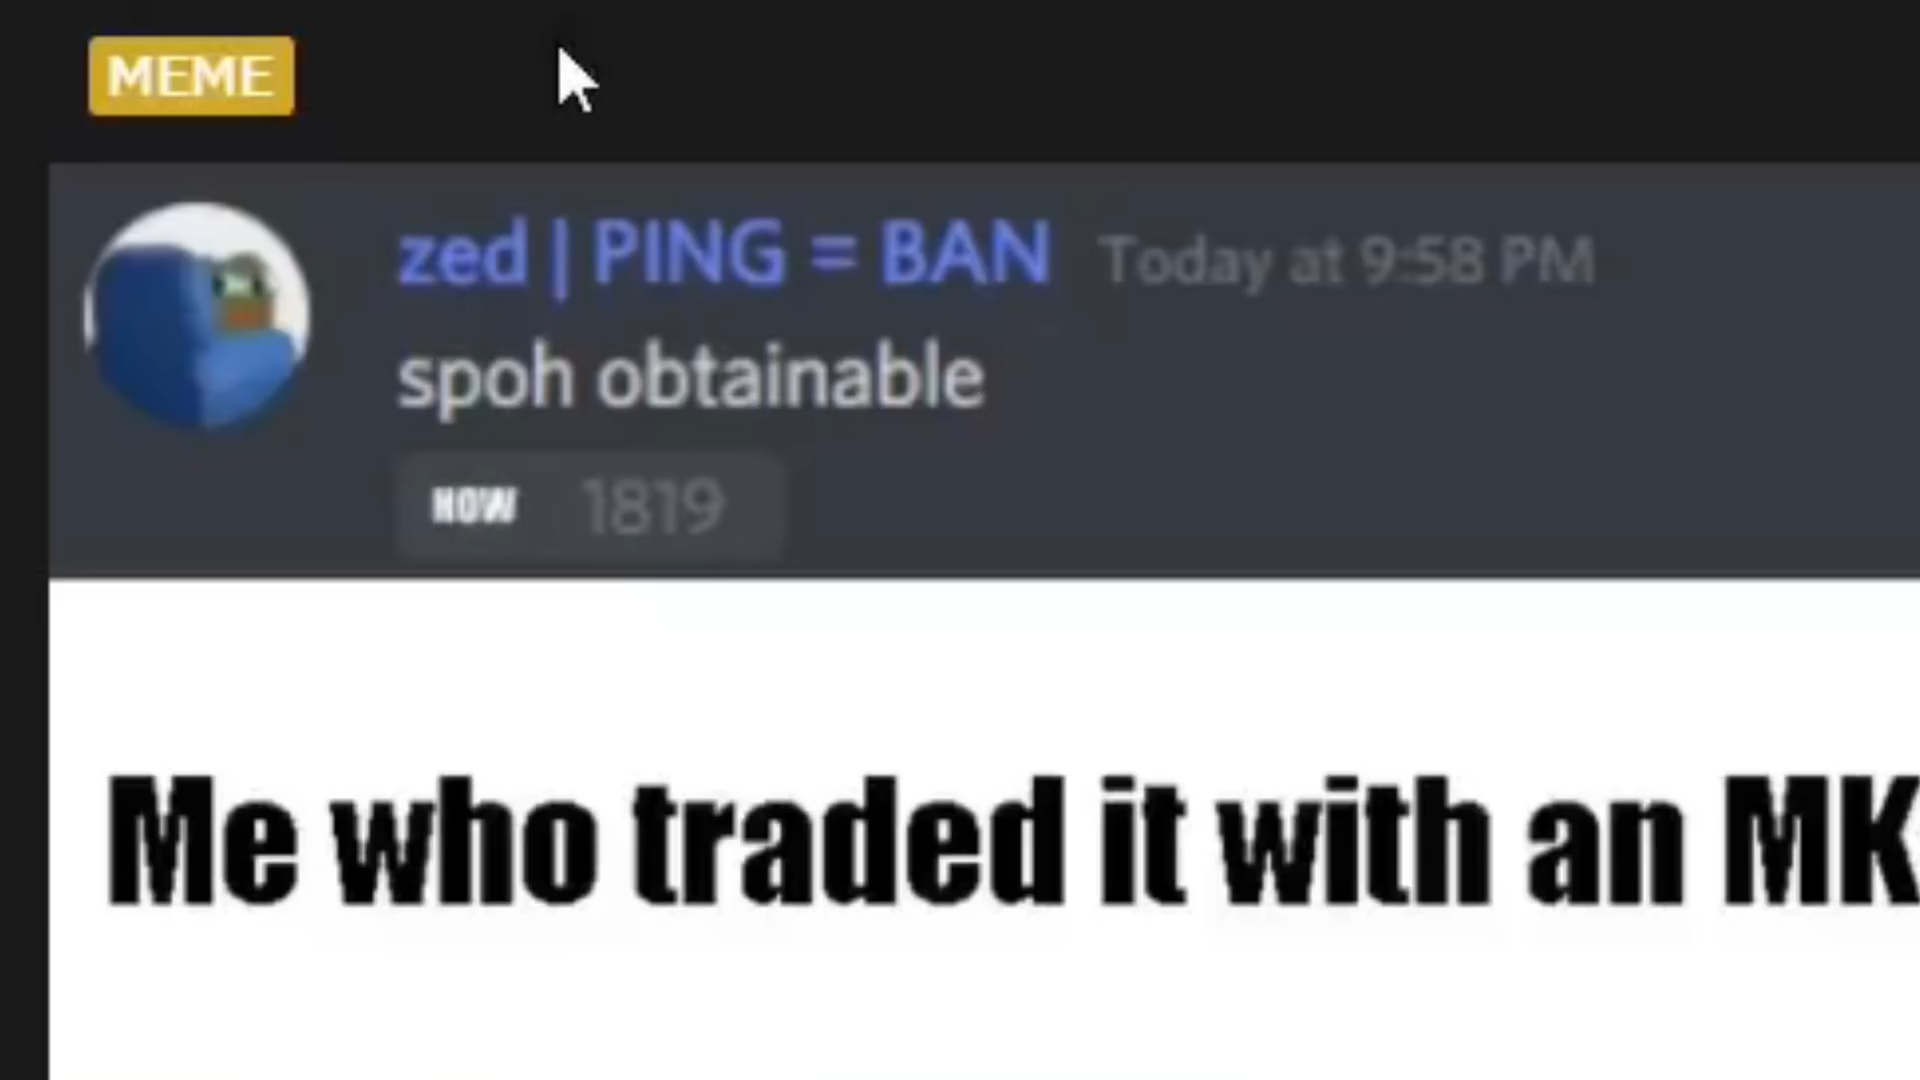 MEME
zed | PING = BAN Today at 9:58 PM
spoh obtainable
NOW 1819
Me who traded it with an MK